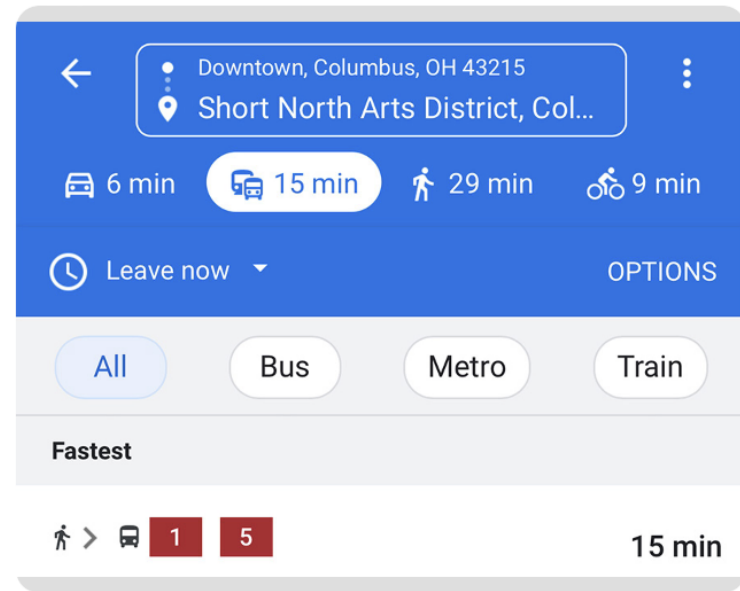 Downtown, Columbus, OH 43215
Short North Arts District, Col...
6 min 15 min 29 min 9 min
Leave now OPTIONS
All Bus Metro Train
Fastest
1 5 15 min